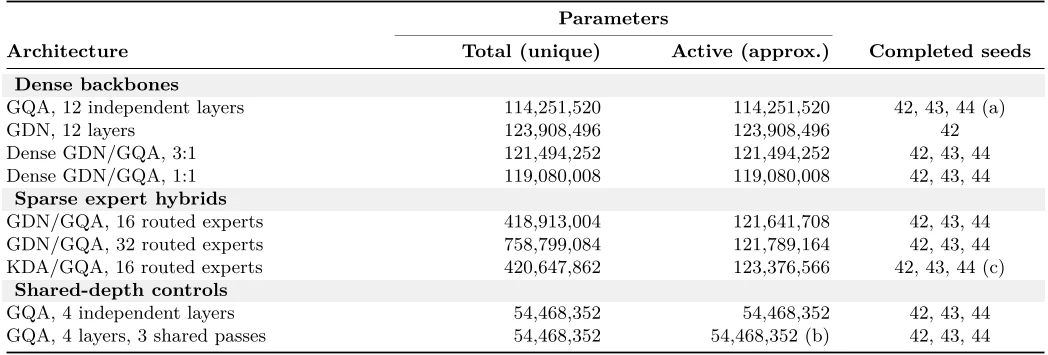 Parameters
Architecture Total (unique) Active (approx.) Completed seeds
Dense backbones
GQA, 12 independent layers 114,251,520 114,251,520 42, 43, 44 (a)
GDN, 12 layers 123,908,496 123,908,496 42
Dense GDN/GQA, 3:1 121,494,252 121,494,252 42, 43, 44
Dense GDN/GQA, 1:1 119,080,008 119,080,008 42, 43, 44
Sparse expert hybrids
GDN/GQA, 16 routed experts 418,913,004 121,641,708 42, 43, 44
GDN/GQA, 32 routed experts 758,799,084 121,789,164 42, 43, 44
KDA/GQA, 16 routed experts 420,647,862 123,376,566 42, 43, 44 (c)
Shared-depth controls
GQA, 4 independent layers 54,468,352 54,468,352 42, 43, 44
GQA, 4 layers, 3 shared passes 54,468,352 54,468,352 (b) 42, 43, 44